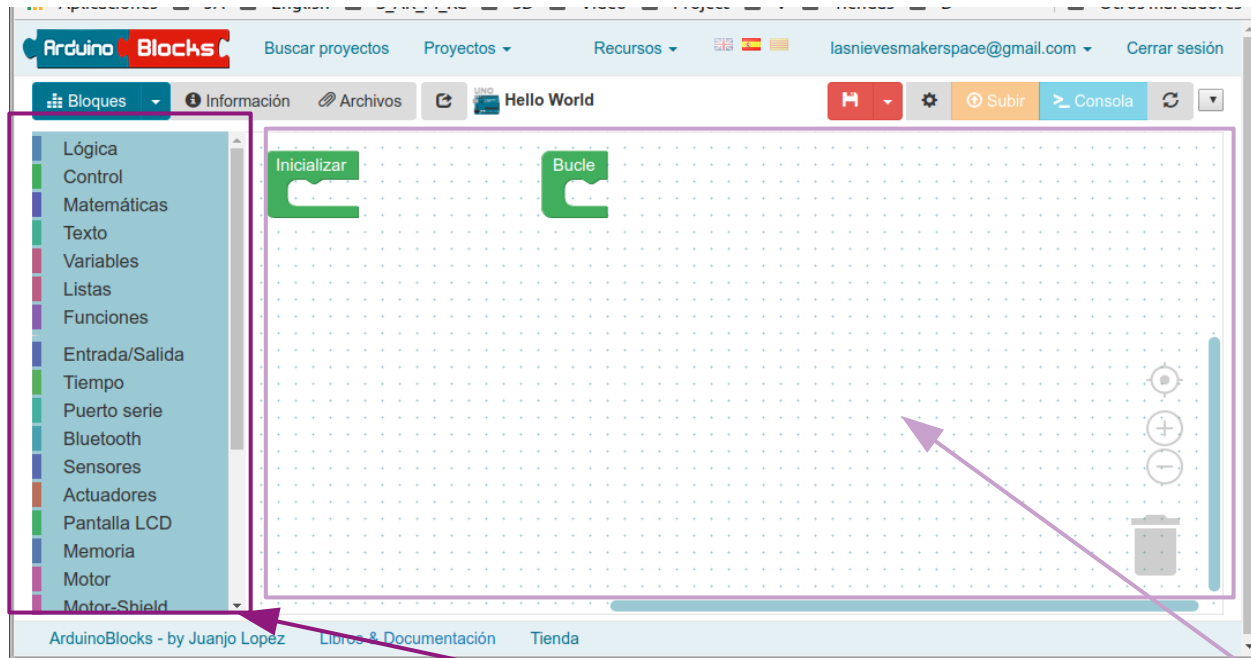 Arduino Blocks Buscar proyectos Proyectos Recursos lasnievesmakerspace@gmail.com Cerrar sesión
Bloques Información Archivos UNO Hello World Subir >_ Consola
Lógica
Control
Matemáticas
Texto
Variables
Listas
Funciones
Entrada/Salida
Tiempo
Puerto serie
Bluetooth
Sensores
Actuadores
Pantalla LCD
Memoria
Motor
Motor-Shield
Inicializar Bucle
ArduinoBlocks - by Juanjo Lopez Libros & Documentación Tienda